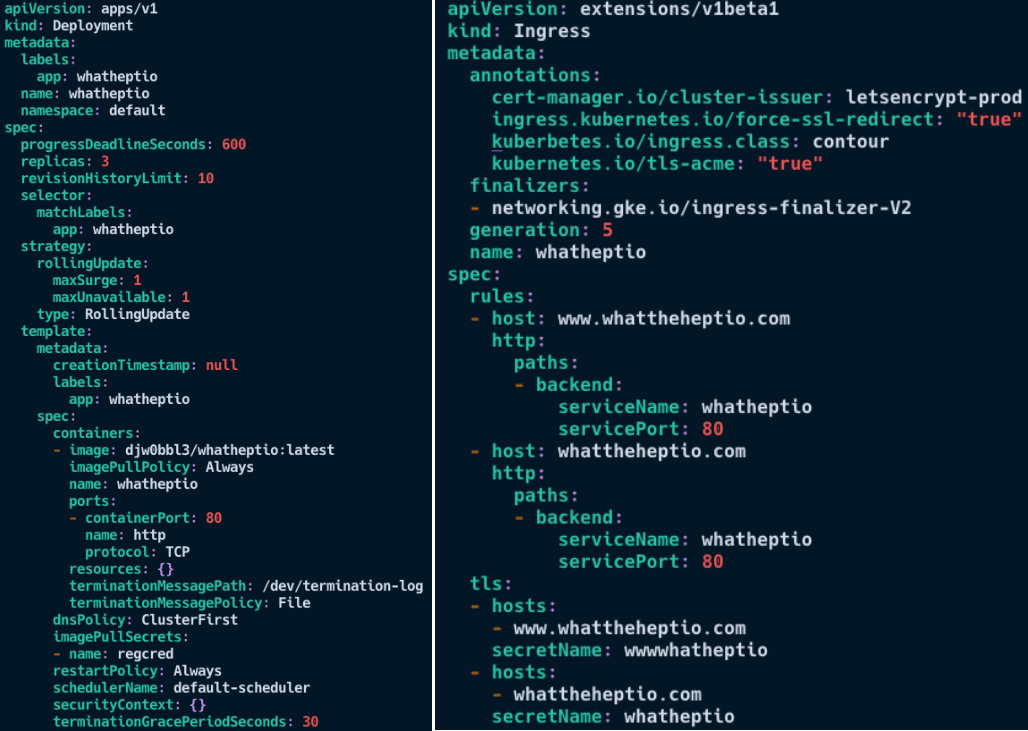 apiVersion: apps/v1
kind: Deployment
metadata:
  labels:
    app: whatheptio
  name: whatheptio
  namespace: default
spec:
  progressDeadlineSeconds: 600
  replicas: 3
  revisionHistoryLimit: 10
  selector:
    matchLabels:
      app: whatheptio
  strategy:
    rollingUpdate:
      maxSurge: 1
      maxUnavailable: 1
    type: RollingUpdate
  template:
    metadata:
      creationTimestamp: null
      labels:
        app: whatheptio
    spec:
      containers:
      - image: djw0bbl3/whatheptio:latest
        imagePullPolicy: Always
        name: whatheptio
        ports:
        - containerPort: 80
          name: http
          protocol: TCP
        resources: {}
        terminationMessagePath: /dev/termination-log
        terminationMessagePolicy: File
      dnsPolicy: ClusterFirst
      imagePullSecrets:
      - name: regcred
      restartPolicy: Always
      schedulerName: default-scheduler
      securityContext: {}
      terminationGracePeriodSeconds: 30
apiVersion: extensions/v1beta1
kind: Ingress
metadata:
  annotations:
    cert-manager.io/cluster-issuer: letsencrypt-prod
    ingress.kubernetes.io/force-ssl-redirect: "true"
    kuberbetes.io/ingress.class: contour
    kubernetes.io/tls-acme: "true"
  finalizers:
  - networking.gke.io/ingress-finalizer-V2
  generation: 5
  name: whatheptio
spec:
  rules:
  - host: www.whattheheptio.com
    http:
      paths:
      - backend:
          serviceName: whatheptio
          servicePort: 80
  - host: whattheheptio.com
    http:
      paths:
      - backend:
          serviceName: whatheptio
          servicePort: 80
  tls:
  - hosts:
    - www.whattheheptio.com
    secretName: wwwwhatheptio
  - hosts:
    - whattheheptio.com
    secretName: whatheptio